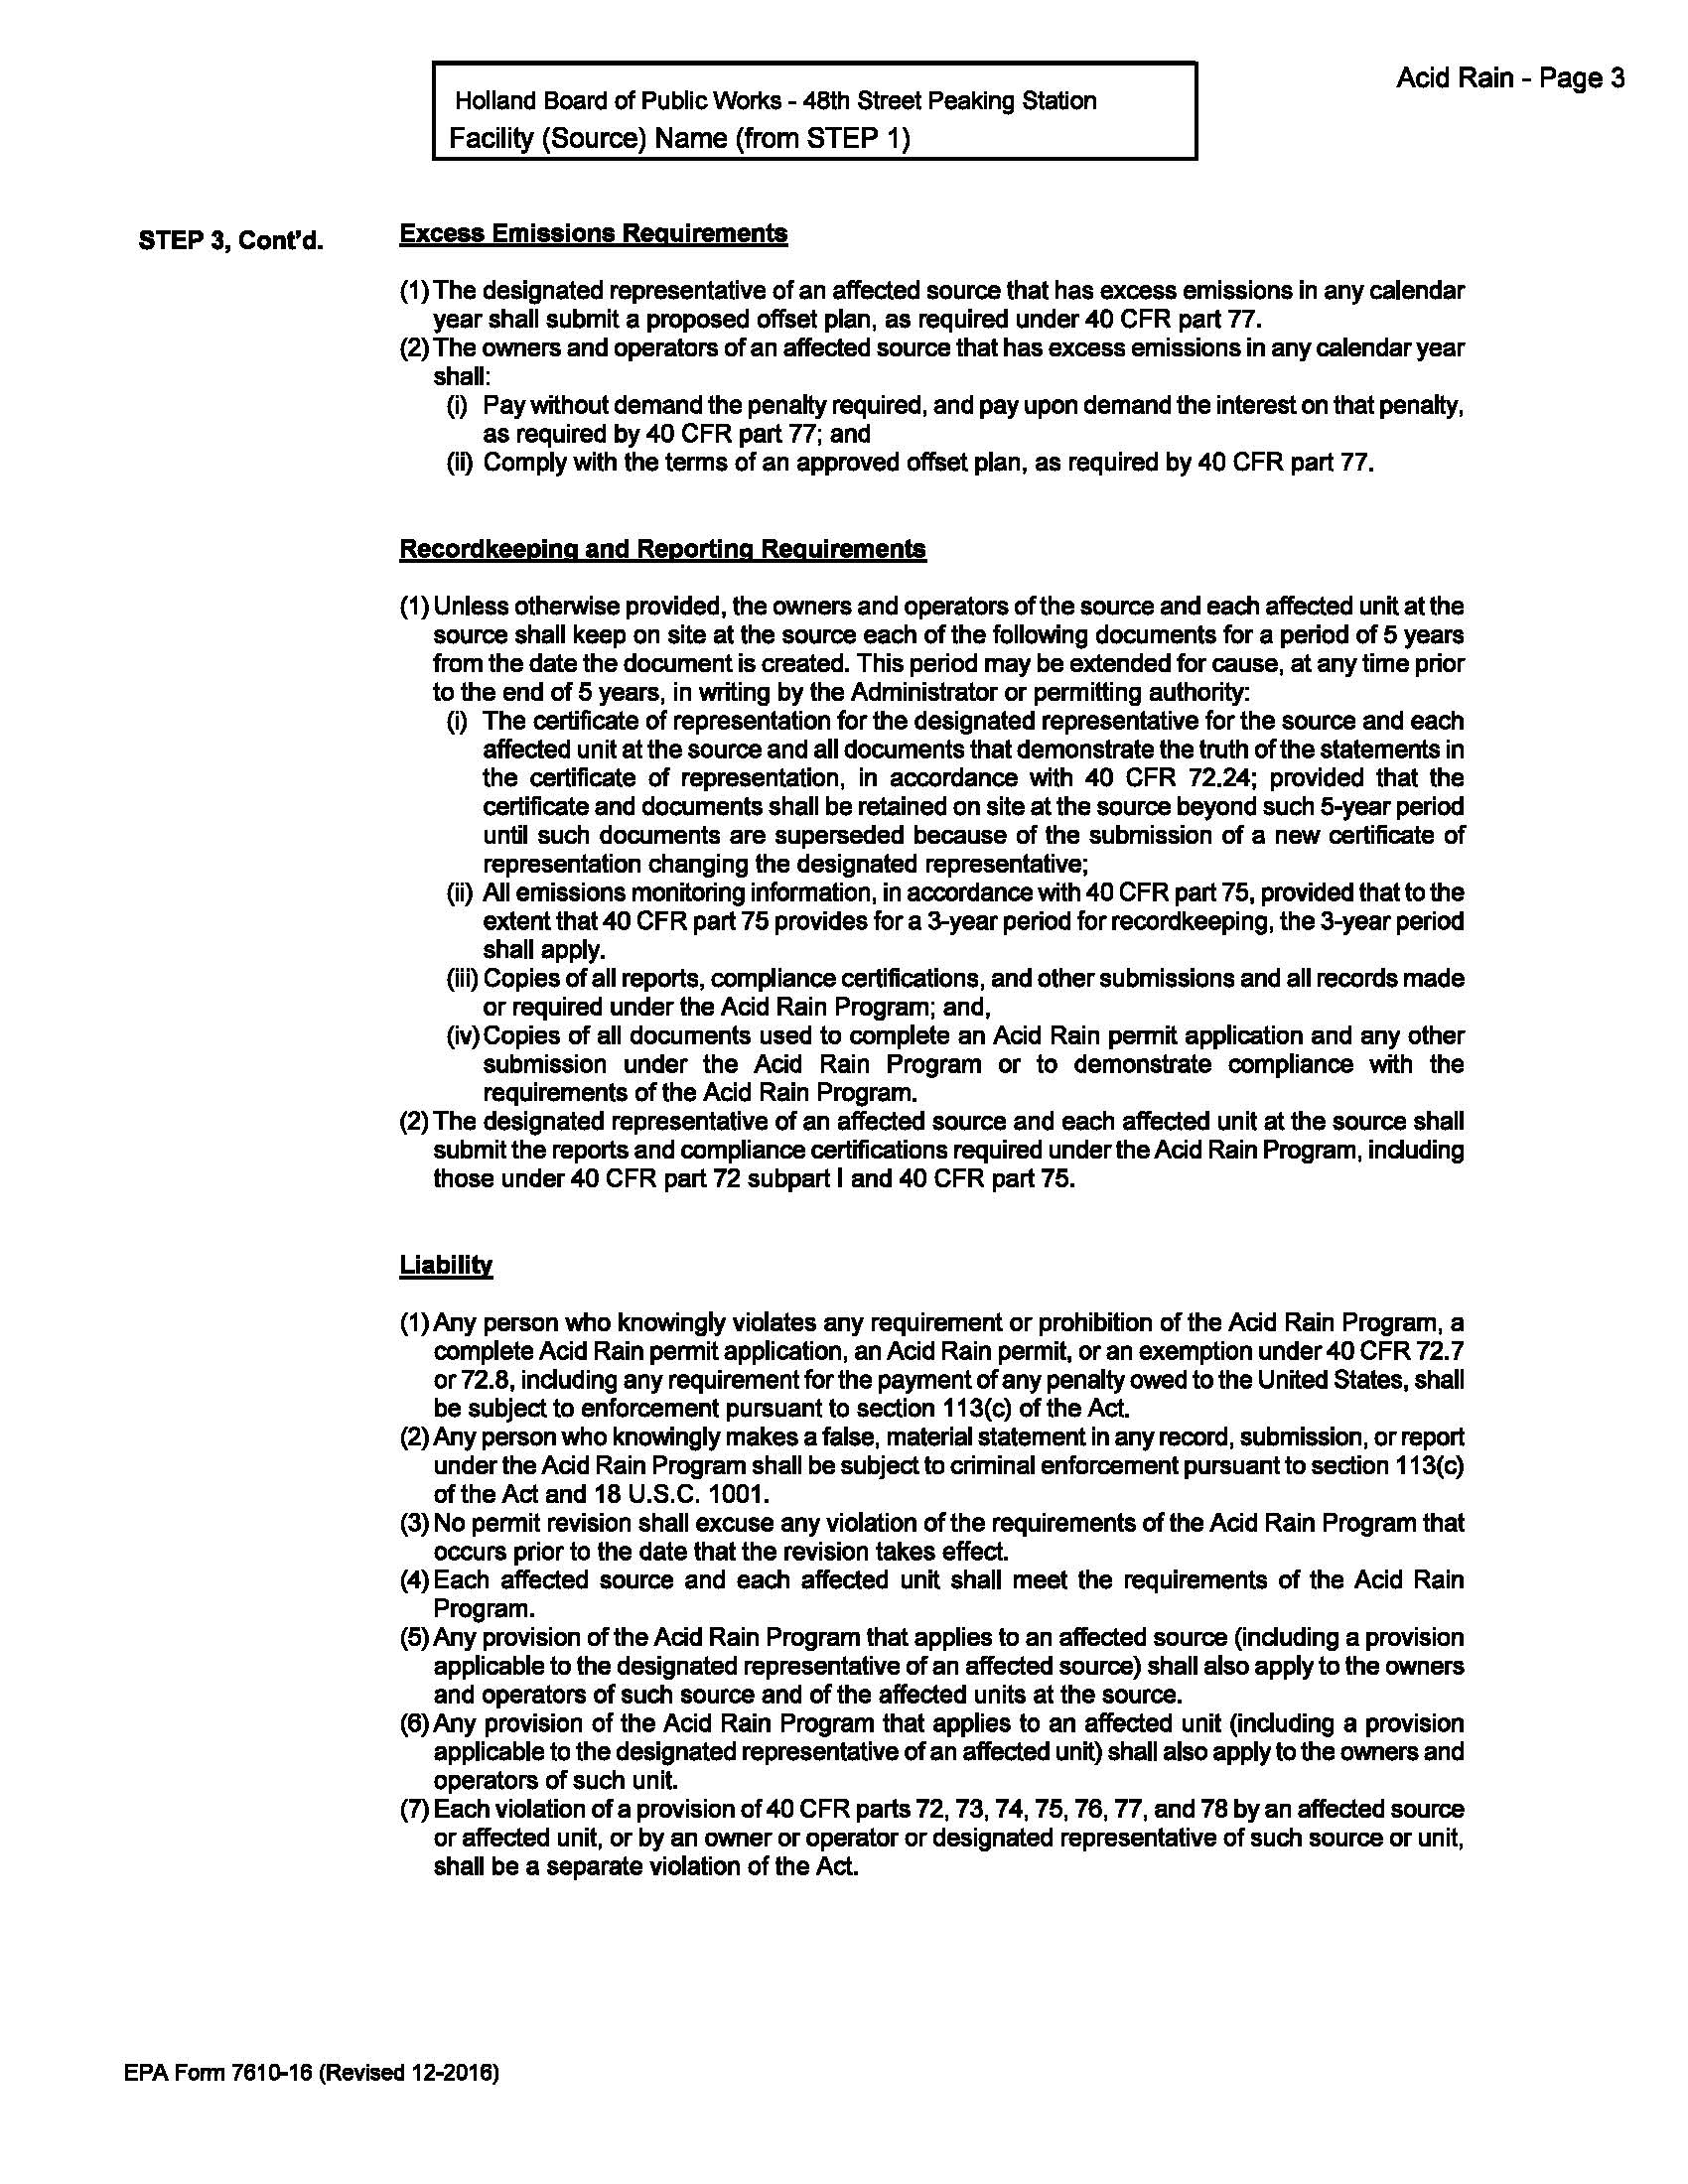 Acid Rain - Page 3
Holland Board of Public Works - 48th Street Peaking Station
Facility (Source) Name (from STEP 1)
STEP 3, Cont'd.
Excess Emissions Requirements
(1) The designated representative of an affected source that has excess emissions in any calendar
year shall submit a proposed offset plan, as required under 40 CFR part 77.
(2) The owners and operators of an affected source that has excess emissions in any calendar year
shall:
(i) Pay without demand the penalty required, and pay upon demand the interest on that penalty,
as required by 40 CFR part 77; and
(ii) Comply with the terms of an approved offset plan, as required by 40 CFR part 77.
Recordkeeping and Reporting Requirements
(1) Unless otherwise provided, the owners and operators of the source and each affected unit at the
source shall keep on site at the source each of the following documents for a period of 5 years
from the date the document is created. This period may be extended for cause, at any time prior
to the end of 5 years, in writing by the Administrator or permitting authority:
(i) The certificate of representation for the designated representative for the source and each
affected unit at the source and all documents that demonstrate the truth of the statements in
the certificate of representation, in accordance with 40 CFR 72.24; provided that the
certificate and documents shall be retained on site at the source beyond such 5-year period
until such documents are superseded because of the submission of a new certificate of
representation changing the designated representative;
(ii) All emissions monitoring information, in accordance with 40 CFR part 75, provided that to the
extent that 40 CFR part 75 provides for a 3-year period for recordkeeping, the 3-year period
shall apply.
(iii) Copies of all reports, compliance certifications, and other submissions and all records made
or required under the Acid Rain Program; and,
(iv) Copies of all documents used to complete an Acid Rain permit application and any other
submission under the Acid Rain Program or to demonstrate compliance with the
requirements of the Acid Rain Program.
(2) The designated representative of an affected source and each affected unit at the source shall
submit the reports and compliance certifications required under the Acid Rain Program, including
those under 40 CFR part 72 subpart I and 40 CFR part 75.
Liability
(1) Any person who knowingly violates any requirement or prohibition of the Acid Rain Program, a
complete Acid Rain permit application, an Acid Rain permit, or an exemption under 40 CFR 72.7
or 72.8, including any requirement for the payment of any penalty owed to the United States, shall
be subject to enforcement pursuant to section 113(c) of the Act.
(2) Any person who knowingly makes a false, material statement in any record, submission, or report
under the Acid Rain Program shall be subject to criminal enforcement pursuant to section 113(c)
of the Act and 18 U.S.C. 1001.
(3) No permit revision shall excuse any violation of the requirements of the Acid Rain Program that
occurs prior to the date that the revision takes effect.
(4) Each affected source and each affected unit shall meet the requirements of the Acid Rain
Program.
(5) Any provision of the Acid Rain Program that applies to an affected source (including a provision
applicable to the designated representative of an affected source) shall also apply to the owners
and operators of such source and of the affected units at the source.
(6) Any provision of the Acid Rain Program that applies to an affected unit (including a provision
applicable to the designated representative of an affected unit) shall also apply to the owners and
operators of such unit.
(7) Each violation of a provision of 40 CFR parts 72, 73, 74, 75, 76, 77, and 78 by an affected source
or affected unit, or by an owner or operator or designated representative of such source or unit,
shall be a separate violation of the Act.
EPA Form 7610-16 (Revised 12-2016)